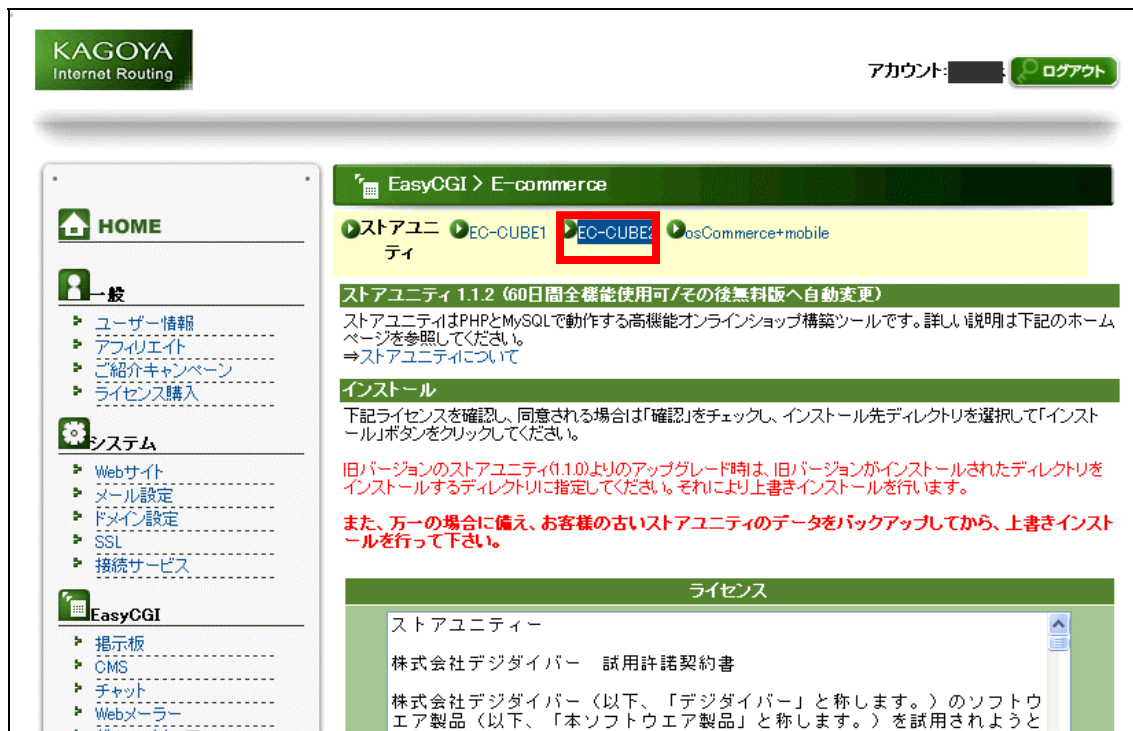 KAGOYA
Internet Routing
アカウント:
ログアウト
EasyCGI > E-commerce
HOME
ストアユニティ
EC-CUBE1
EC-CUBE2
osCommerce+mobile
一般
ユーザー情報
アフィリエイト
ご紹介キャンペーン
ライセンス購入
システム
Webサイト
メール設定
ドメイン設定
SSL
接続サービス
EasyCGI
掲示板
CMS
チャット
Webメーラー
ストアユニティ 1.1.2 (60日間全機能使用可/その後無料版へ自動変更)
ストアユニティはPHPとMySQLで動作する高機能オンラインショップ構築ツールです。詳しい説明は下記のホーム
ページを参照してください。
⇒ストアユニティについて
インストール
下記ライセンスを確認し、同意される場合は「確認」をチェックし、インストール先ディレクトリを選択して「インスト
ール」ボタンをクリックしてください。
旧バージョンのストアユニティ(1.1.0)よりのアップグレード時は、旧バージョンがインストールされたディレクトリを
インストールするディレクトリに指定してください。それにより上書きインストールを行います。
また、万一の場合に備え、お客様の古いストアユニティのデータをバックアップしてから、上書きインスト
ールを行って下さい。
ライセンス
ストアユニティー
株式会社デジダイバー 試用許諾契約書
株式会社デジダイバー（以下、「デジダイバー」と称します。）のソフトウ
エア製品（以下、「本ソフトウエア製品」と称します。）を試用されようと